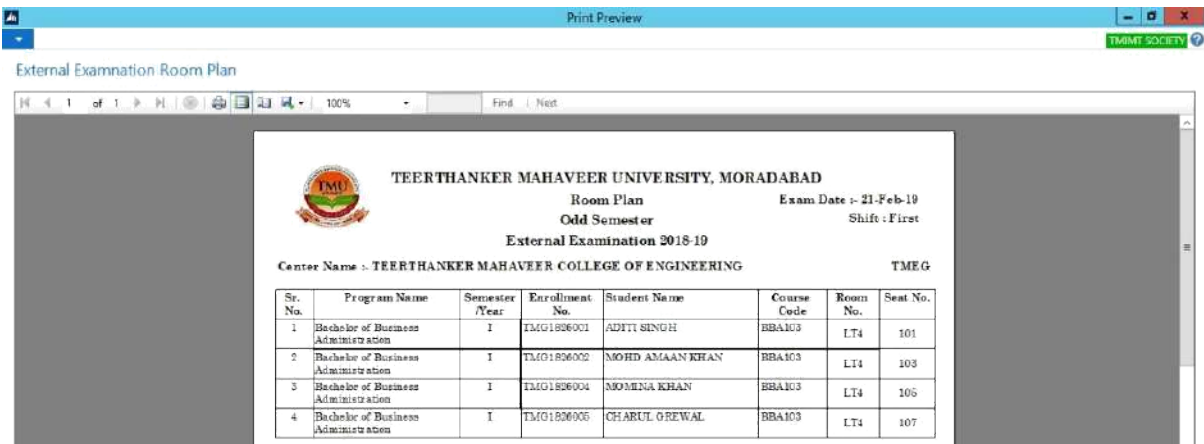 Print Preview
TMIMT SOCIETY
External Examnation Room Plan
1 of 1 100% Find Next
TMU
TEERTHANKER MAHAVEER UNIVERSITY, MORADABAD
Room Plan Exam Date :- 21-Feb-19
Odd Semester Shift : First
External Examination 2018-19
Center Name :- TEERTHANKER MAHAVEER COLLEGE OF ENGINEERING TMEG
Sr. Program Name Semester Enrollment Student Name Course Room Seat No.
No. /Year No. Code No.
1 Bachelor of Business I TMG1826001 ADITI SINGH BBA103 LT4 101
Administration
2 Bachelor of Business I TMG1826002 MOHD AMAAN KHAN BBA103 LT4 103
Administration
3 Bachelor of Business I TMG1826004 MOMINA KHAN BBA103 LT4 105
Administration
4 Bachelor of Business I TMG1826005 CHARUL GREWAL BBA103 LT4 107
Administration